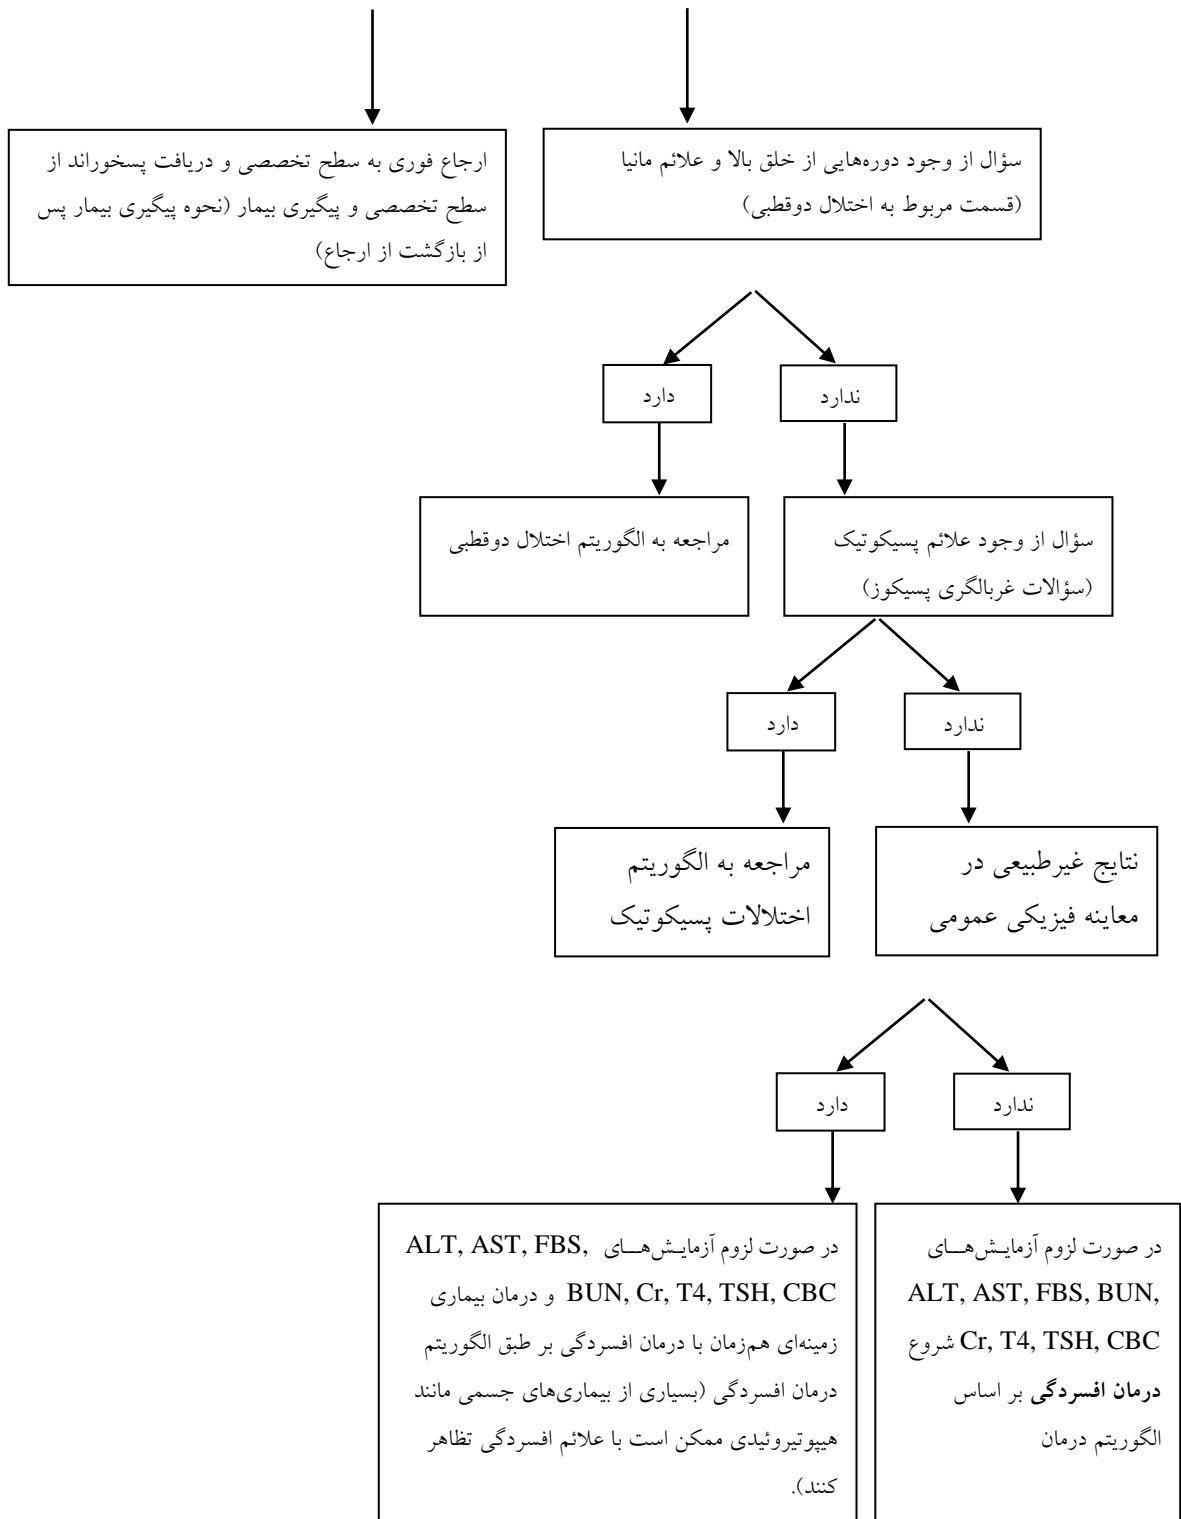 سؤال از وجود دوره‌هایی از خلق بالا و علائم مانیا
(قسمت مربوط به اختلال دوقطبی)
ارجاع فوری به سطح تخصصی و دریافت پسخوراند از
سطح تخصصی و پیگیری بیمار (نحوه پیگیری بیمار پس
از بازگشت از ارجاع)
ندارد
دارد
سؤال از وجود علائم پسیکوتیک
(سؤالات غربالگری پسیکوز)
مراجعه به الگوریتم اختلال دوقطبی
ندارد
دارد
نتایج غیرطبیعی در
معاینه فیزیکی عمومی
مراجعه به الگوریتم
اختلالات پسیکوتیک
ندارد
دارد
در صورت لزوم آزمایش‌هـای
ALT, AST, FBS, BUN,
Cr, T4, TSH, CBC شروع
درمان افسردگی بر اساس
الگوریتم درمان
در صورت لزوم آزمایـش‌هـــای ALT, AST, FBS,
BUN, Cr, T4, TSH, CBC و درمان بیماری
زمینه‌ای هم‌زمان با درمان افسردگی بر طبق الگوریتم
درمان افسردگی (بسیاری از بیماری‌های جسمی مانند
هیپوتیروئیدی ممکن است با علائم افسردگی تظاهر
کنند).